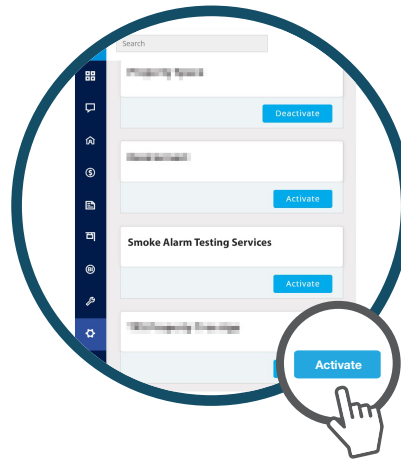 Search
Deactivate
Activate
Smoke Alarm Testing Services
Activate
Activate